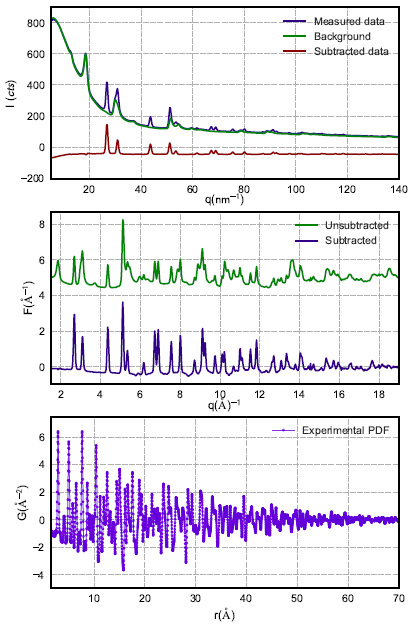 800
600
400
200
0
−200
I (cts)
Measured data
Background
Subtracted data
20 40 60 80 100 120 140
q(nm⁻¹)
8
6
4
2
0
F(Å⁻¹)
Unsubtracted
Subtracted
2 4 6 8 10 12 14 16 18
q(Å)⁻¹
6
4
2
0
−2
−4
G(Å⁻²)
Experimental PDF
10 20 30 40 50 60 70
r(Å)